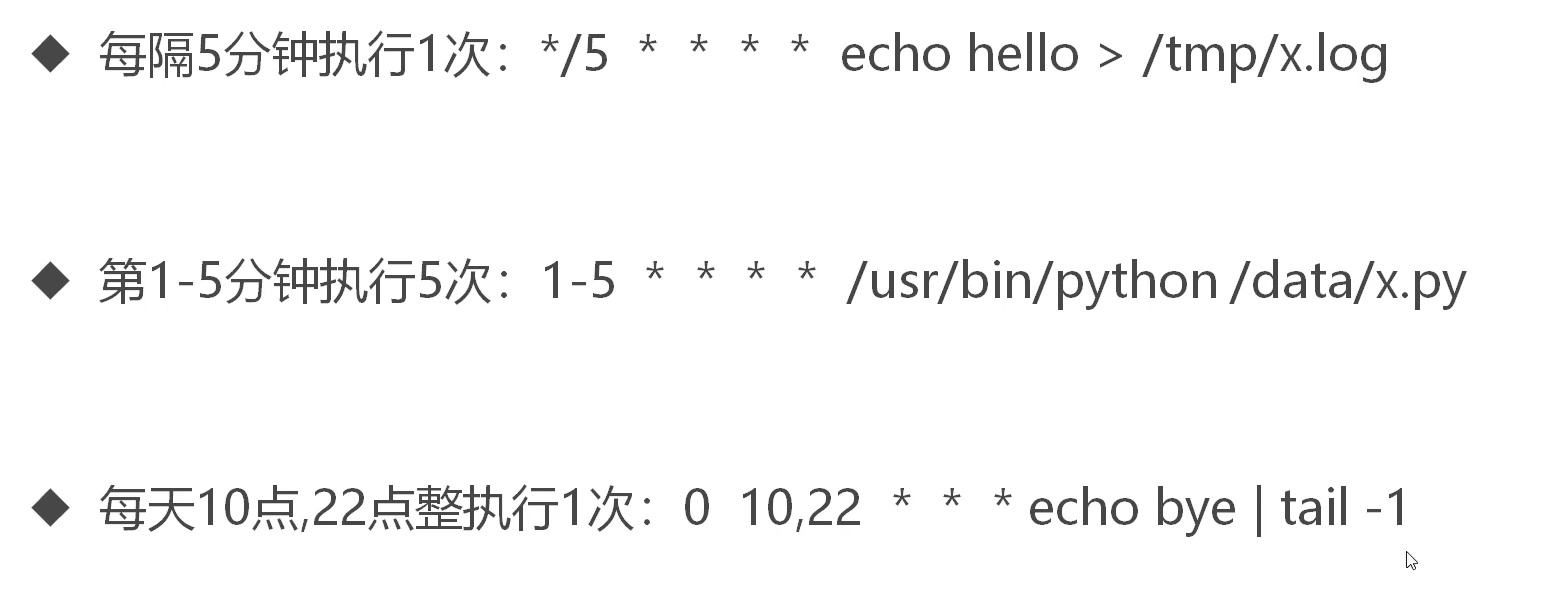 ◆ 每隔5分钟执行1次：*/5 * * * * echo hello > /tmp/x.log
◆ 第1-5分钟执行5次：1-5 * * * * /usr/bin/python /data/x.py
◆ 每天10点,22点整执行1次：0 10,22 * * * echo bye | tail -1